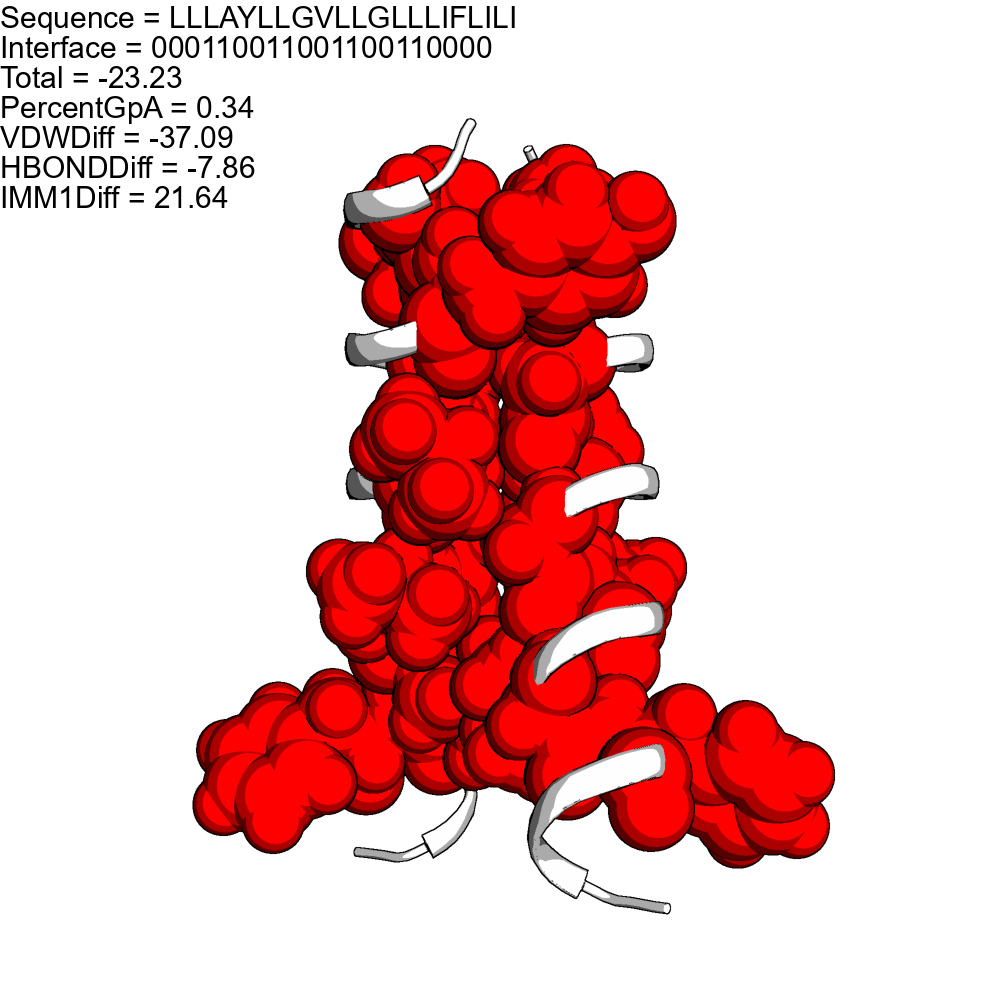 Sequence = LLLAYLLGVLLGLLLIFLILI
Interface = 000110011001100110000
Total = -23.23
PercentGpA = 0.34
VDWDiff = -37.09
HBONDDiff = -7.86
IMM1Diff = 21.64